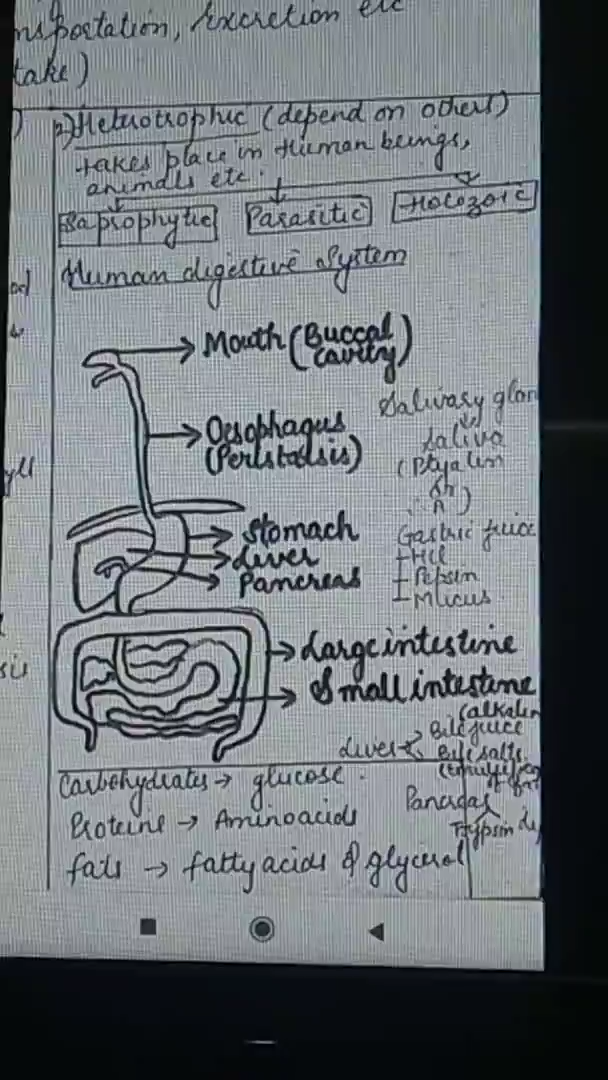 nsportation, Excretion etc
take)
2) Heterotrophic (depend on others)
takes place in Human beings,
animals etc.
Saprophytic Parasitic Holozoic
Human digestive System
Mouth (Buccal
cavity)
Oesophagus
(Peristalsis)
Salivary glan
Saliva
(Ptyalin
Stomach
Liver
Pancreas
Gastric juice
- HCl
- Pepsin
- Mucus
Large intestine
Small intestine
(alkalin
Liver Bile juice
Bile salts
Carbohydrates → glucose
Proteins → Aminoacids
fats → fatty acids & glycerol
Pancreas
Trypsin